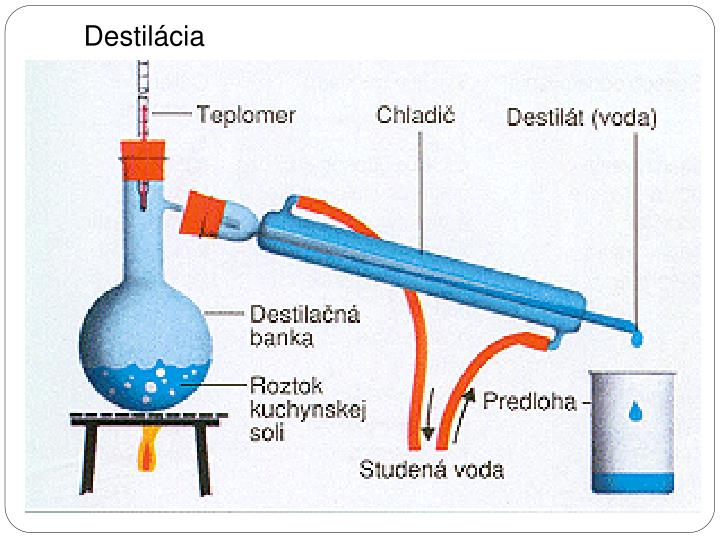 Destilácia
Teplomer
Chladič
Destilát (voda)
Destilačná
banka
Roztok
kuchynskej
soli
Predloha
Studená voda